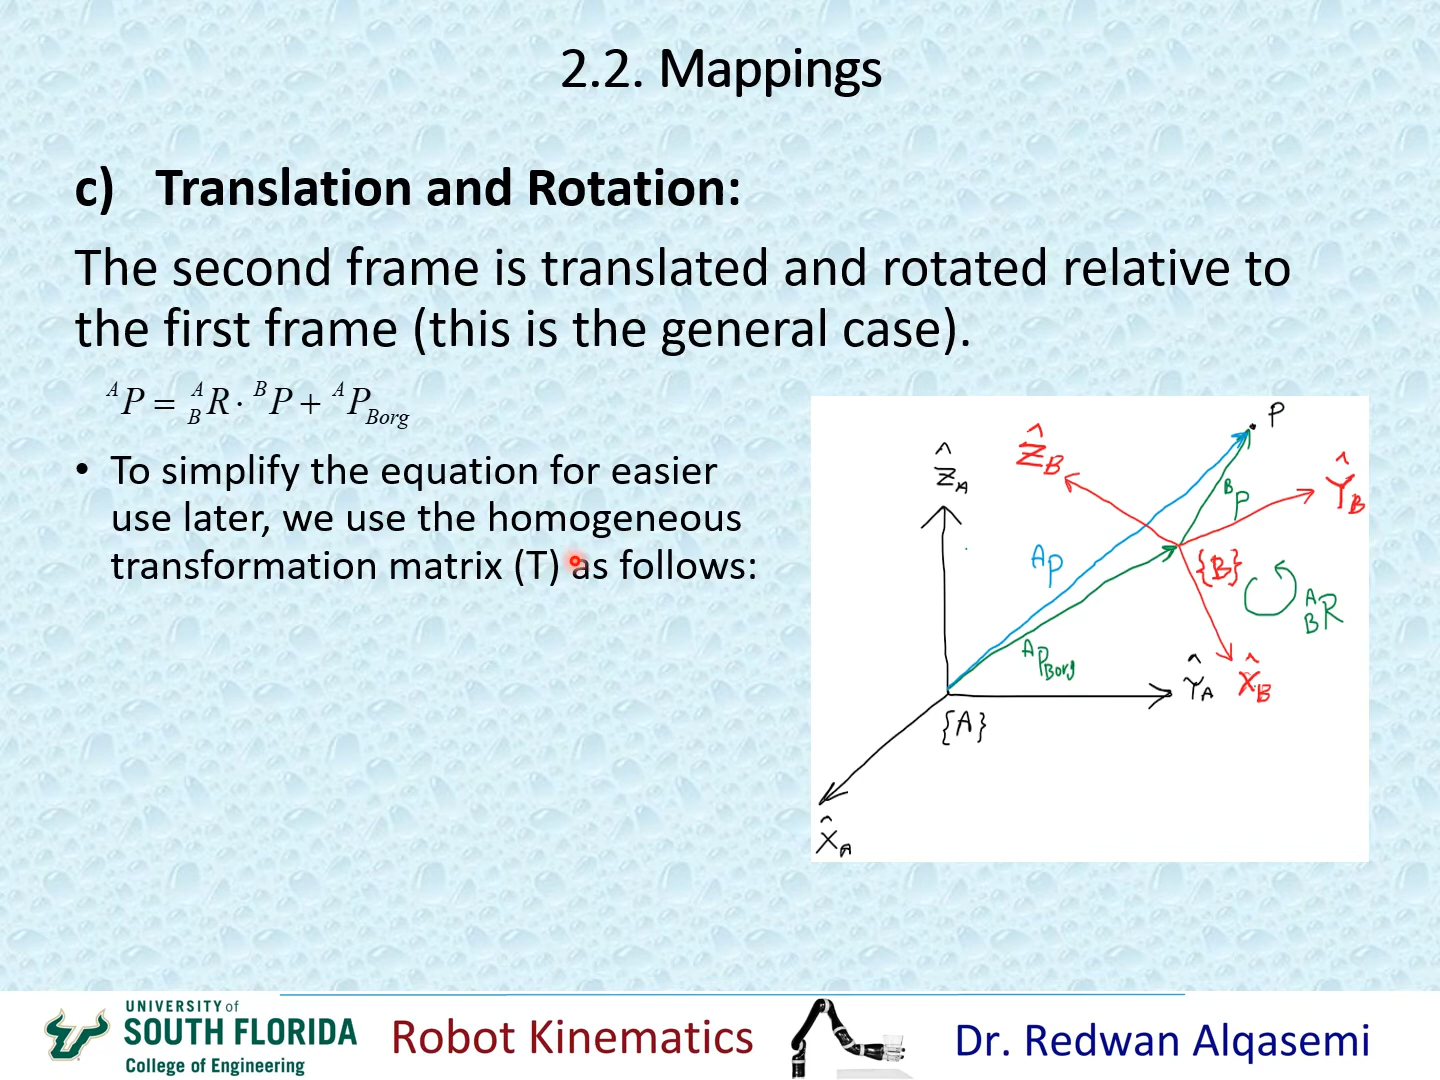 2.2. Mappings
c) Translation and Rotation:
The second frame is translated and rotated relative to
the first frame (this is the general case).
ᴬP = ᴬ_BR · ᴮP + ᴬP_Borg
• To simplify the equation for easier
use later, we use the homogeneous
transformation matrix (T) as follows:
P
Ẑ_B
Ẑ_A
Ŷ_B
ᴮP
ᴬP
{B}
ᴬ_BR
ᴬP_Borg
Ŷ_A
X̂_B
{A}
X̂_A
UNIVERSITY of
SOUTH FLORIDA
College of Engineering
Robot Kinematics
Dr. Redwan Alqasemi